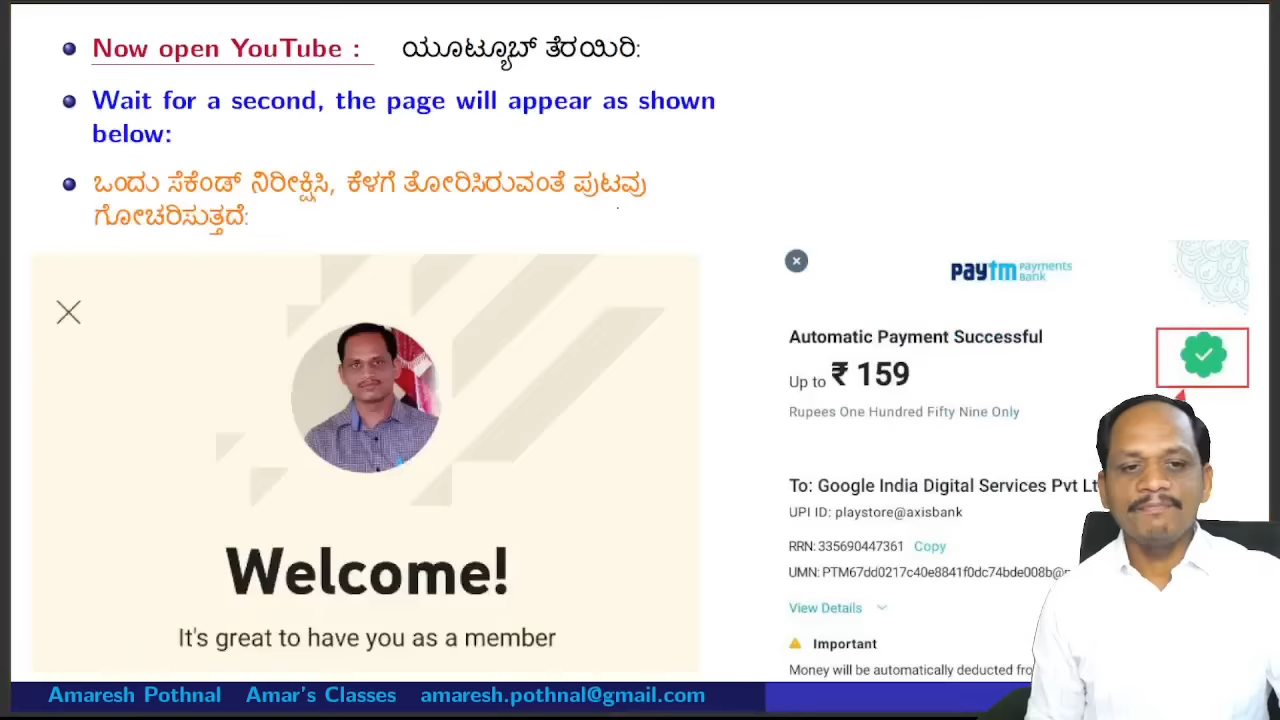 Now open YouTube : ಯೂಟ್ಯೂಬ್ ತೆರಯಿರಿ:
Wait for a second, the page will appear as shown
below:
ಒಂದು ಸೆಕೆಂಡ್ ನಿರೀಕ್ಷಿಸಿ, ಕೆಳಗೆ ತೋರಿಸಿರುವಂತೆ ಪುಟವು
ಗೋಚರಿಸುತ್ತದೆ:
Welcome!
It's great to have you as a member
paytm payments
bank
Automatic Payment Successful
Up to ₹ 159
Rupees One Hundred Fifty Nine Only
To: Google India Digital Services Pvt
UPI ID: playstore@axisbank
RRN: 335690447361 Copy
UMN: PTM67dd0217c40e8841f0dc74bde008b@
View Details
Important
Money will be automatically deducted
Amaresh Pothnal Amar's Classes amaresh.pothnal@gmail.com